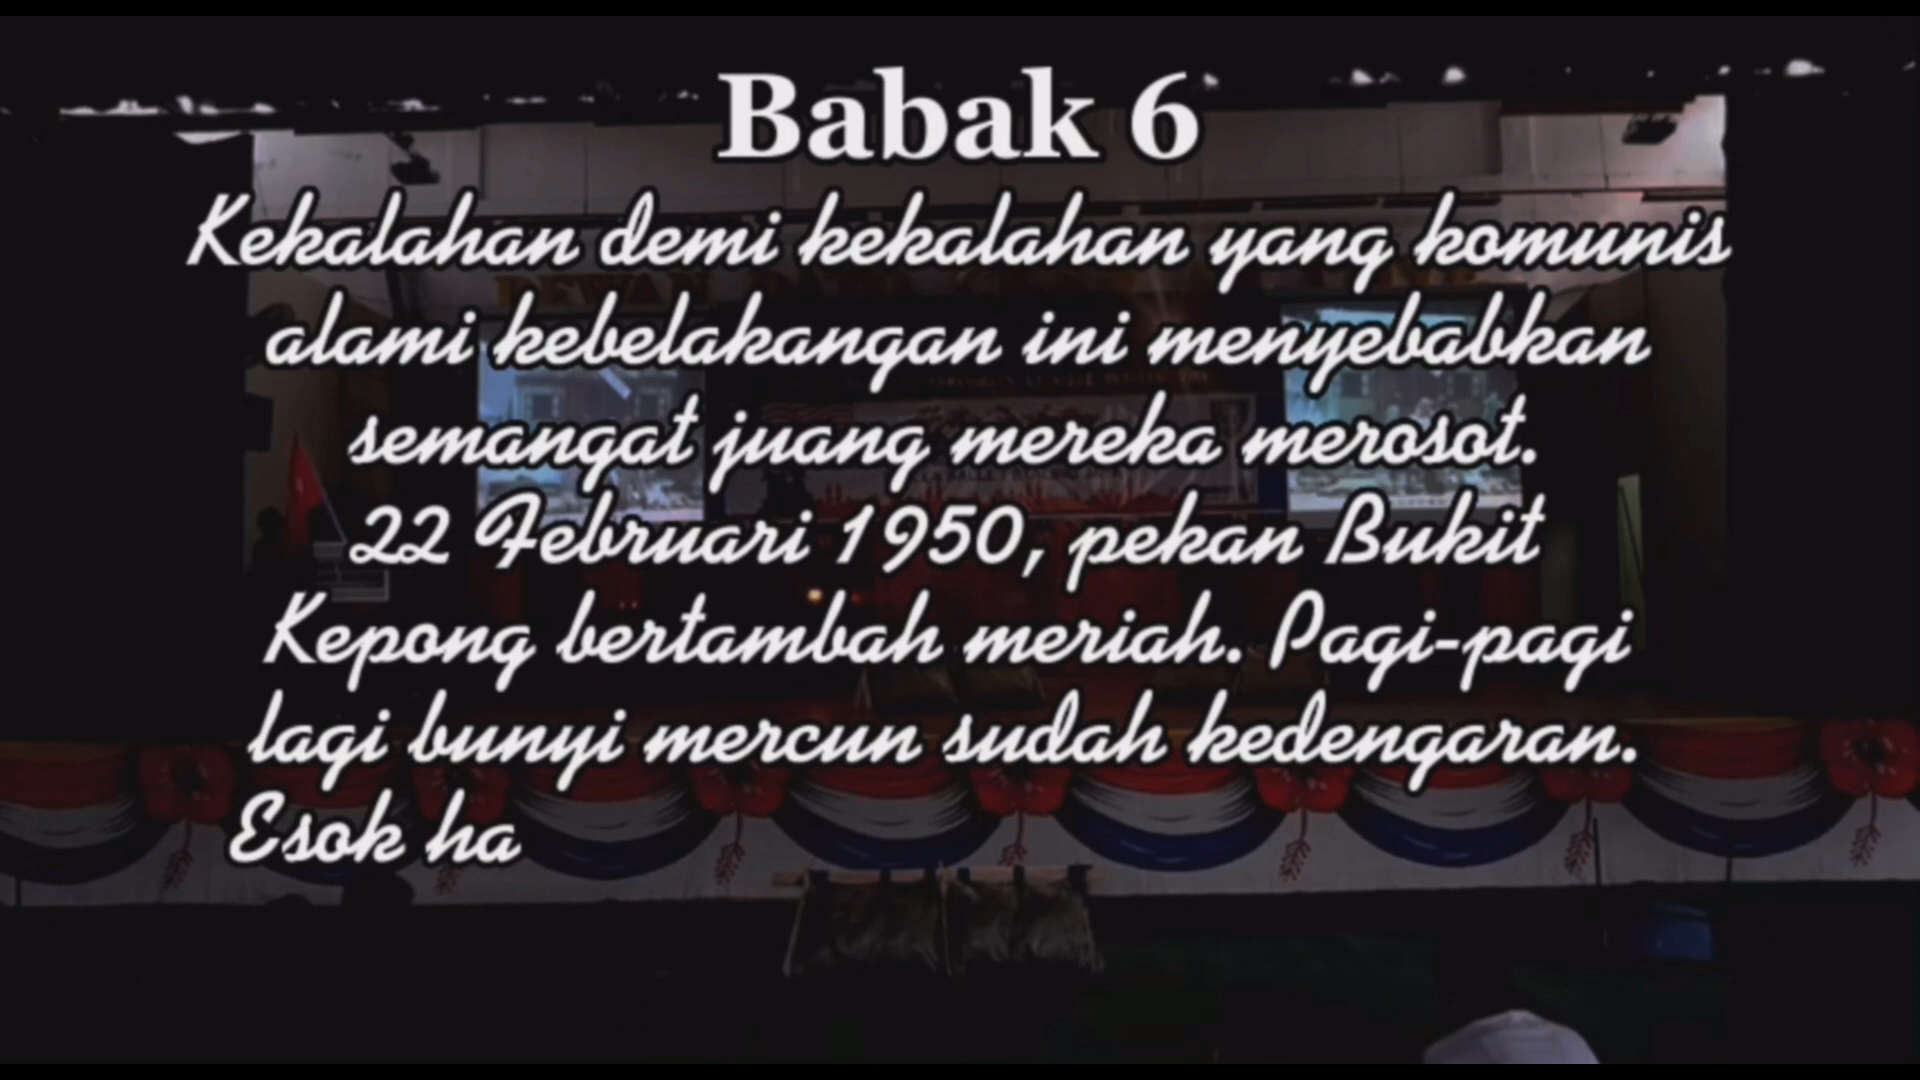 Babak 6
Kekalahan demi kekalahan yang komunis
alami kebelakangan ini menyebabkan
semangat juang mereka merosot.
22 Februari 1950, pekan Bukit
Kepong bertambah meriah. Pagi-pagi
lagi bunyi mercun sudah kedengaran.
Esok ha
DEWAN